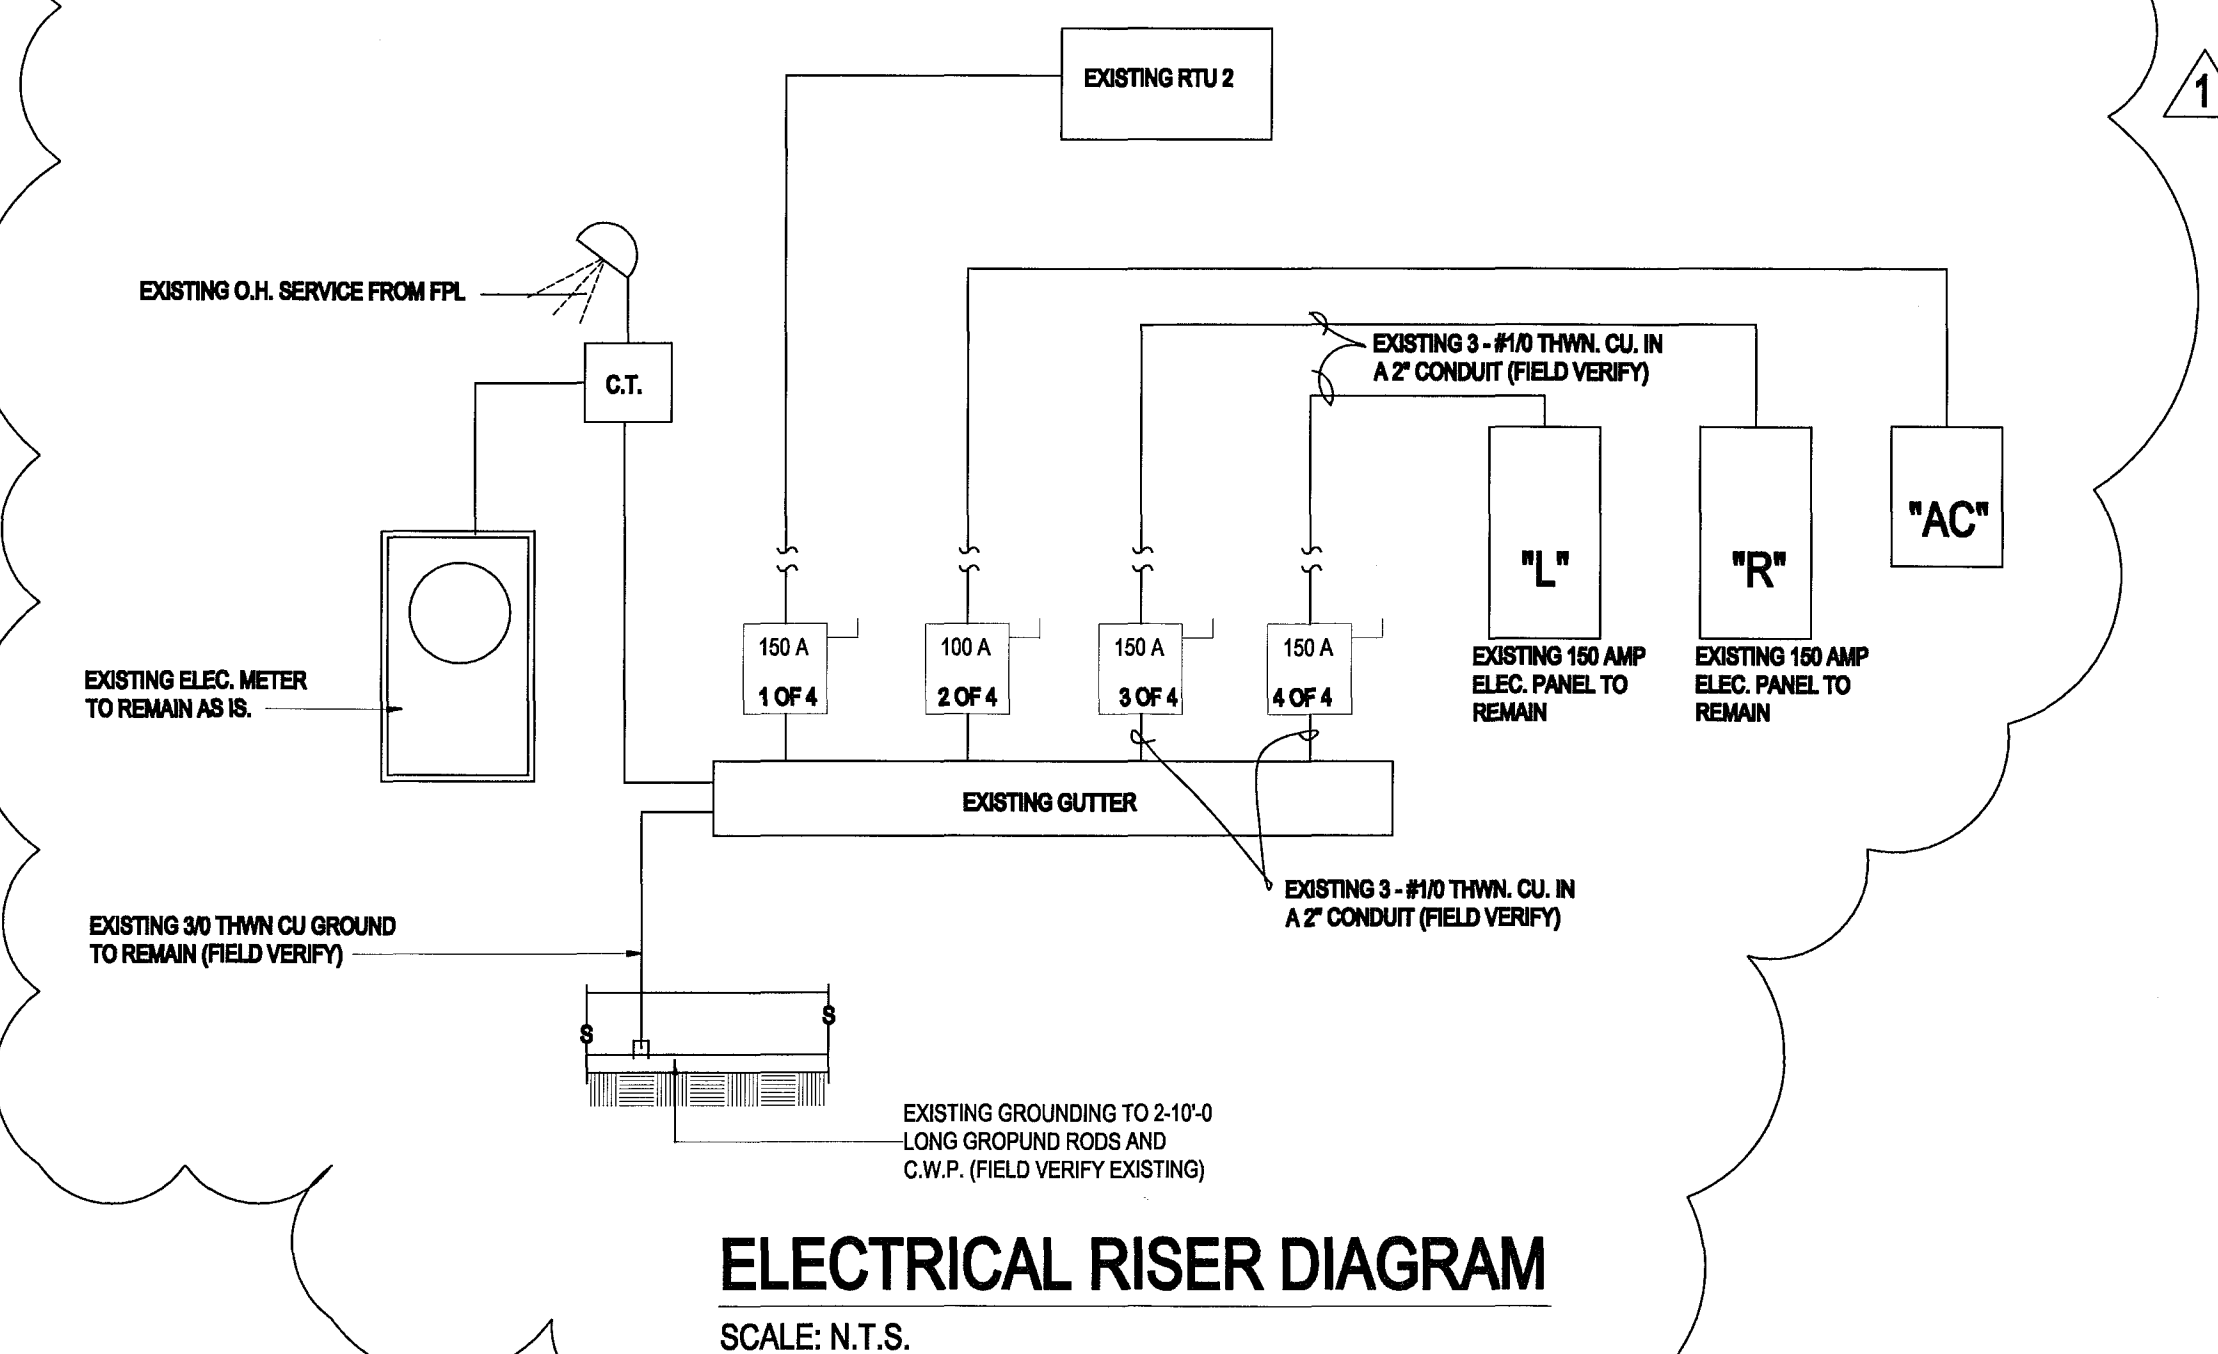 EXISTING RTU 2
1
EXISTING O.H. SERVICE FROM FPL
C.T.
EXISTING 3 - #1/0 THWN. CU. IN
A 2" CONDUIT (FIELD VERIFY)
"L"
"R"
"AC"
150 A
1 OF 4
100 A
2 OF 4
150 A
3 OF 4
150 A
4 OF 4
EXISTING 150 AMP
ELEC. PANEL TO
REMAIN
EXISTING 150 AMP
ELEC. PANEL TO
REMAIN
EXISTING ELEC. METER
TO REMAIN AS IS.
EXISTING GUTTER
EXISTING 3 - #1/0 THWN. CU. IN
A 2" CONDUIT (FIELD VERIFY)
EXISTING 3/0 THWN CU GROUND
TO REMAIN (FIELD VERIFY)
S
S
EXISTING GROUNDING TO 2-10'-0
LONG GROPUND RODS AND
C.W.P. (FIELD VERIFY EXISTING)
ELECTRICAL RISER DIAGRAM
SCALE: N.T.S.